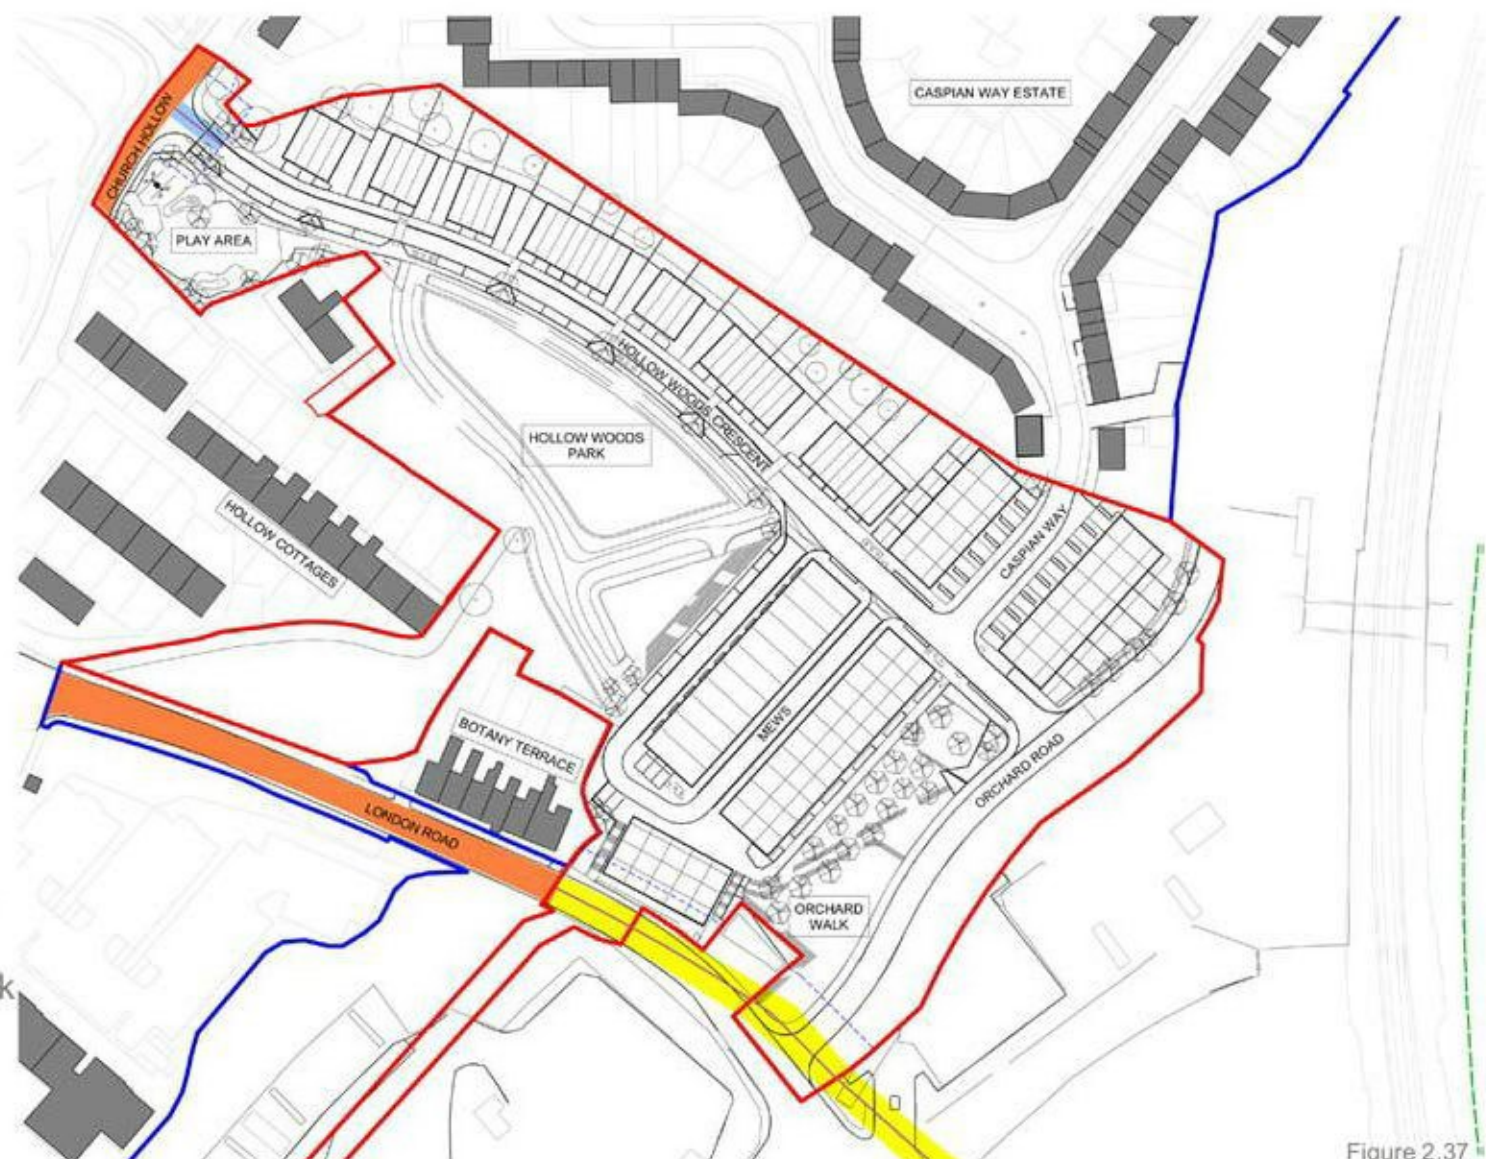 CASPIAN WAY ESTATE
CHURCH HOLLOW
PLAY AREA
HOLLOW WOODS CRESCENT
HOLLOW WOODS
PARK
HOLLOW COTTAGES
CASPIAN WAY
MEWS
BOTANY TERRACE
ORCHARD ROAD
LONDON ROAD
ORCHARD
WALK
k
Figure 2.37